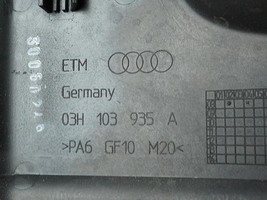 ETM
Germany
03H 103 935 A
>PA6 GF10 M20<